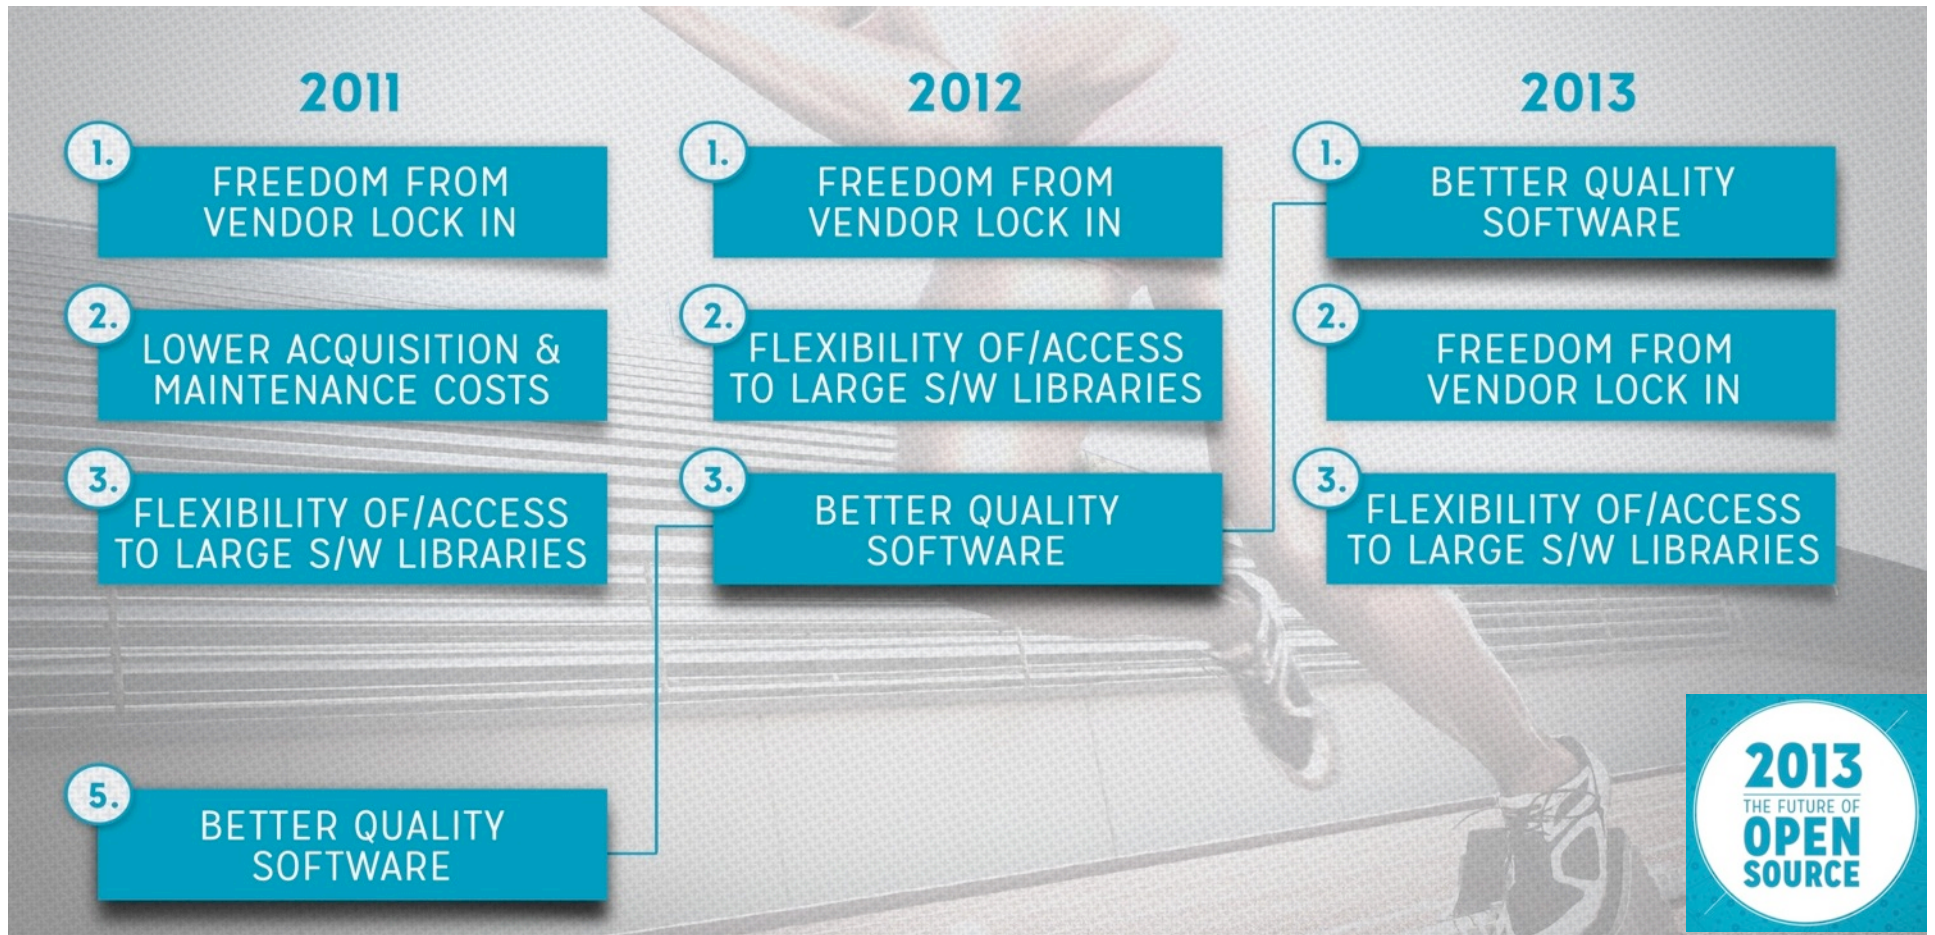 2011
1.
FREEDOM FROM
VENDOR LOCK IN
2.
LOWER ACQUISITION &
MAINTENANCE COSTS
3.
FLEXIBILITY OF/ACCESS
TO LARGE S/W LIBRARIES
5.
BETTER QUALITY
SOFTWARE
2012
1.
FREEDOM FROM
VENDOR LOCK IN
2.
FLEXIBILITY OF/ACCESS
TO LARGE S/W LIBRARIES
3.
BETTER QUALITY
SOFTWARE
2013
1.
BETTER QUALITY
SOFTWARE
2.
FREEDOM FROM
VENDOR LOCK IN
3.
FLEXIBILITY OF/ACCESS
TO LARGE S/W LIBRARIES
2013
THE FUTURE OF
OPEN
SOURCE